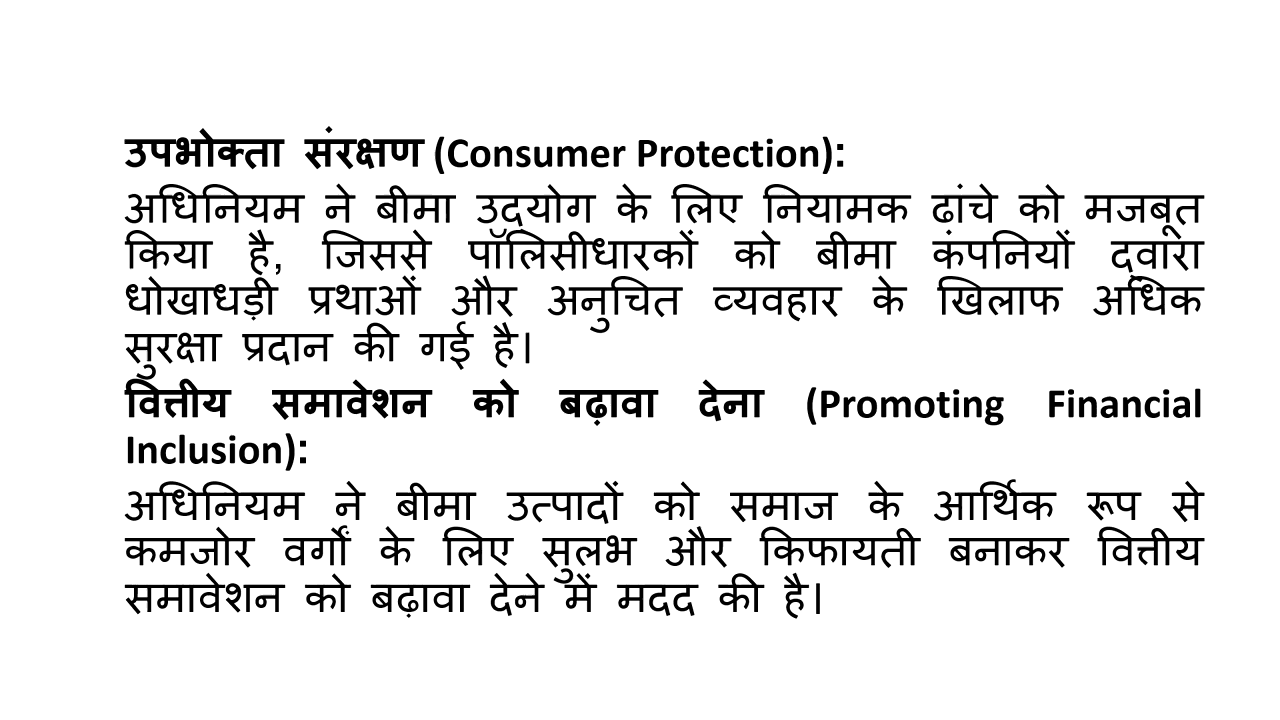 उपभोक्ता संरक्षण (Consumer Protection):
अधिनियम ने बीमा उद्योग के लिए नियामक ढांचे को मजबूत
किया है, जिससे पॉलिसीधारकों को बीमा कंपनियों द्वारा
धोखाधड़ी प्रथाओं और अनुचित व्यवहार के खिलाफ अधिक
सुरक्षा प्रदान की गई है।
वित्तीय समावेशन को बढ़ावा देना (Promoting Financial
Inclusion):
अधिनियम ने बीमा उत्पादों को समाज के आर्थिक रूप से
कमजोर वर्गों के लिए सुलभ और किफायती बनाकर वित्तीय
समावेशन को बढ़ावा देने में मदद की है।